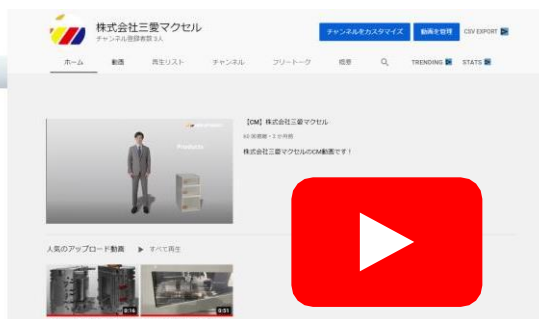 株式会社三愛マクセル
チャンネル登録者数 3人
チャンネルをカスタマイズ
動画を管理
CSV EXPORT
ホーム
動画
再生リスト
チャンネル
フリートーク
概要
TRENDING
STATS
Products
【CM】株式会社三愛マクセル
株式会社三愛マクセルのCM動画です！
人気のアップロード動画
すべて再生
0:16
0:51